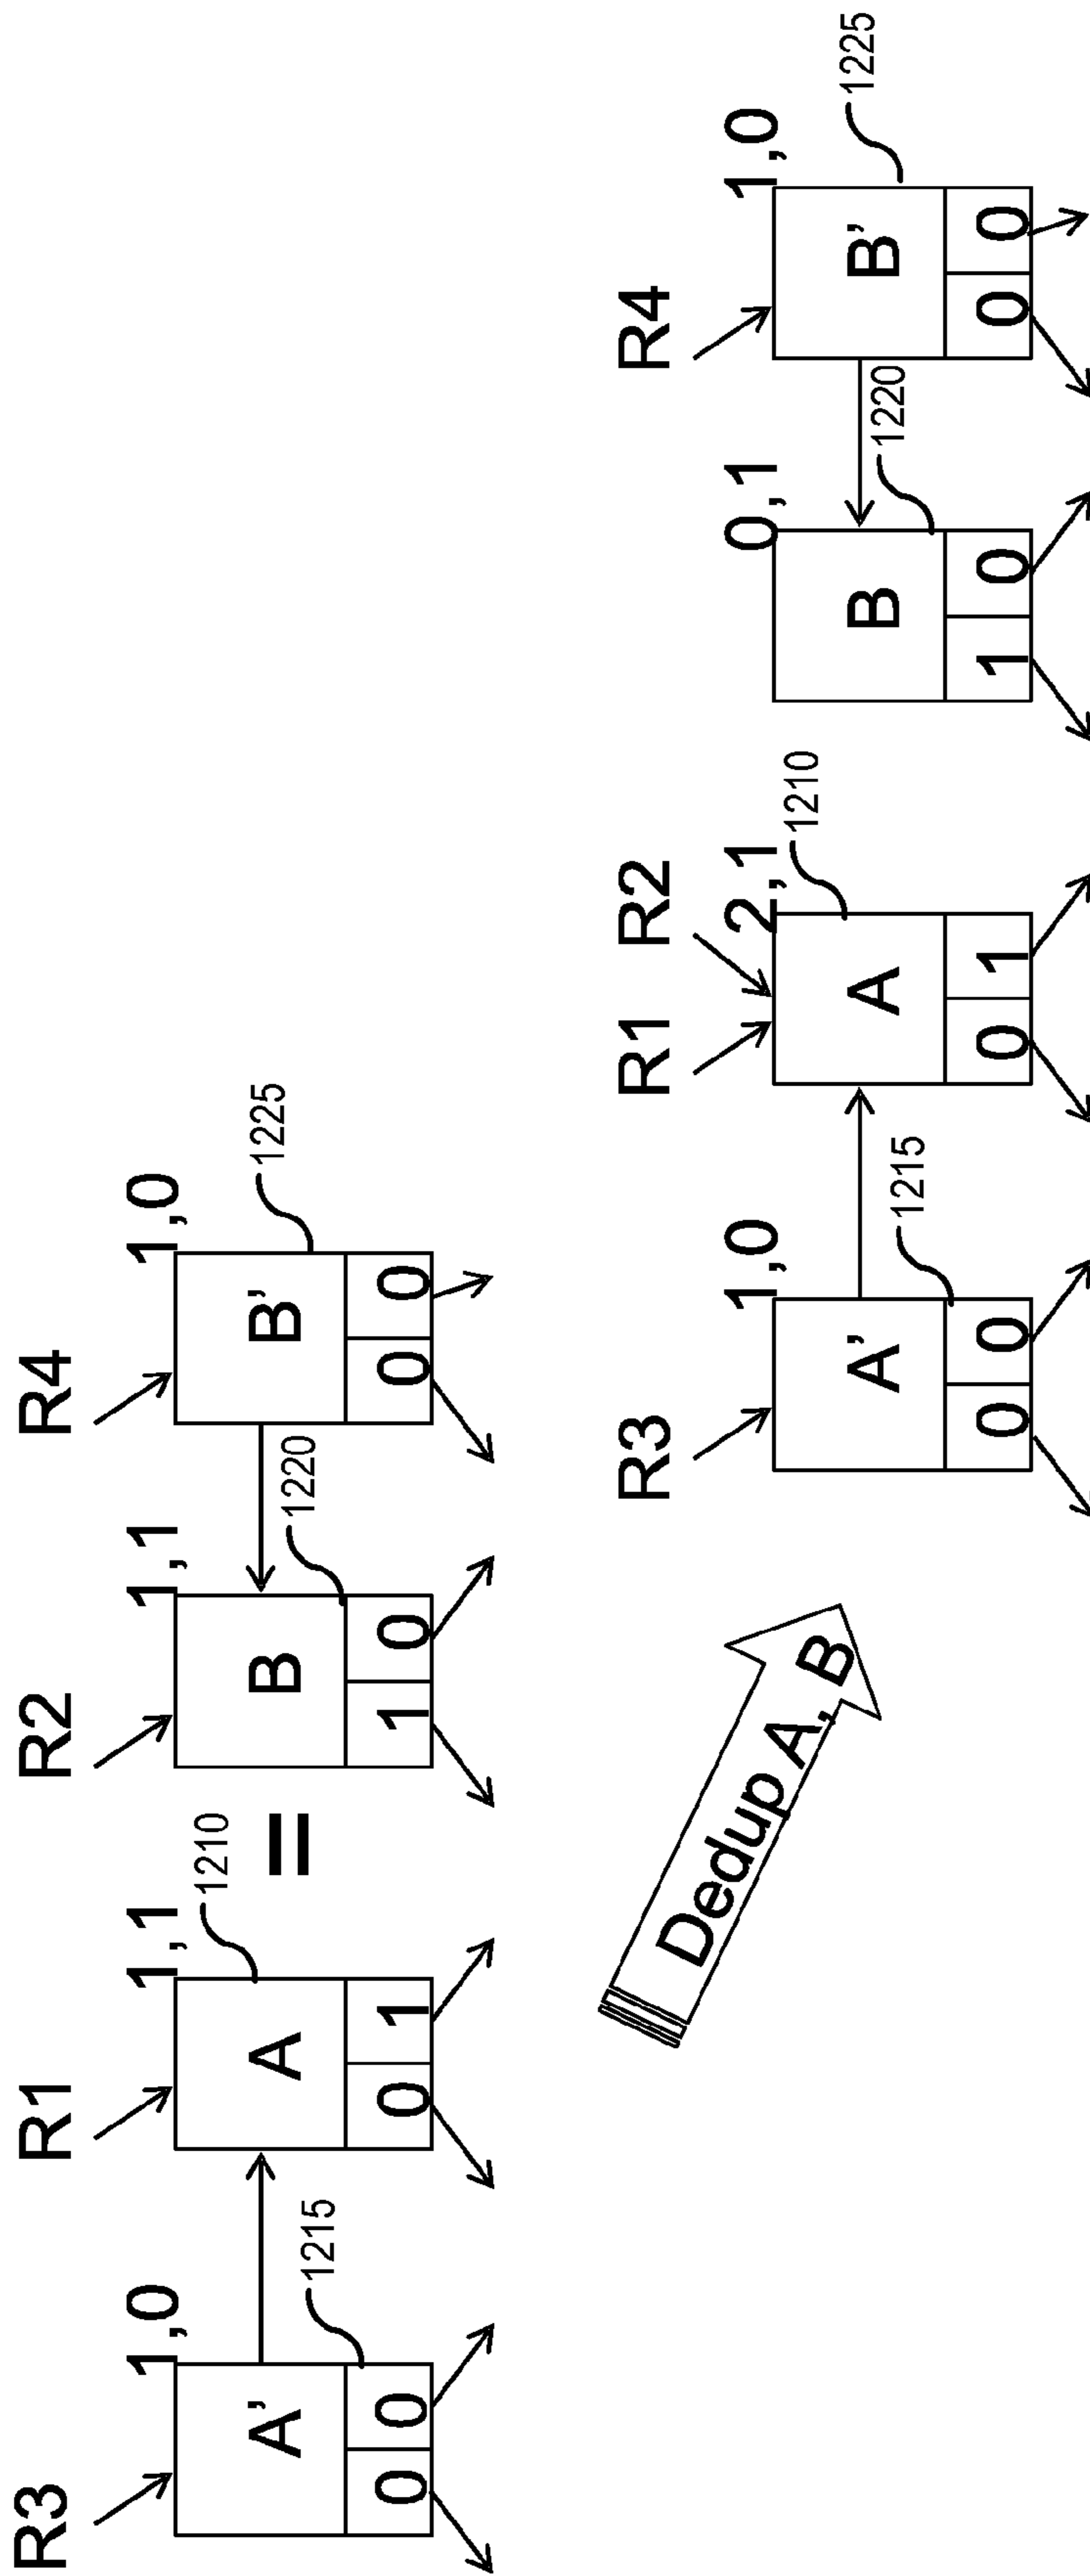 R3 R1 R2 R4
1,0 1,1 1,1 1,0
A' A = B B'
1215 1210 1220 1225
0 0 0 1 1 0 0 0
Dedup A, B
R3 R1 R2 R4
1,0 2,1 0,1 1,0
A' A B B'
1215 1210 1220 1225
0 0 0 1 1 0 0 0